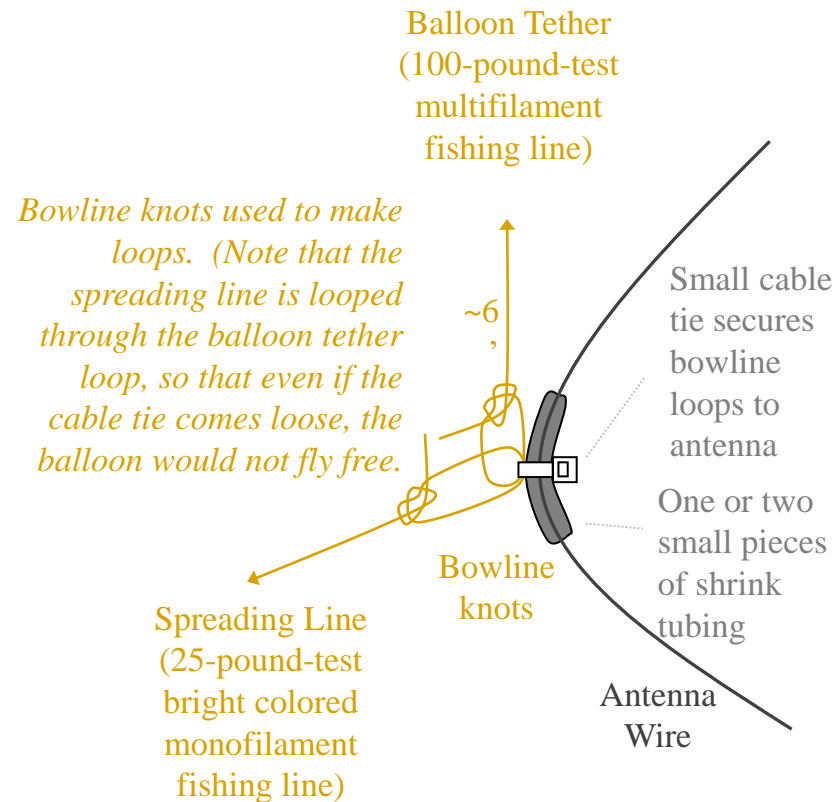 Balloon Tether
(100-pound-test
multifilament
fishing line)
Bowline knots used to make
loops.  (Note that the
spreading line is looped
through the balloon tether
loop, so that even if the
cable tie comes loose, the
balloon would not fly free.
~6
,
Small cable
tie secures
bowline
loops to
antenna
One or two
small pieces
of shrink
tubing
Bowline
knots
Spreading Line
(25-pound-test
bright colored
monofilament
fishing line)
Antenna
Wire